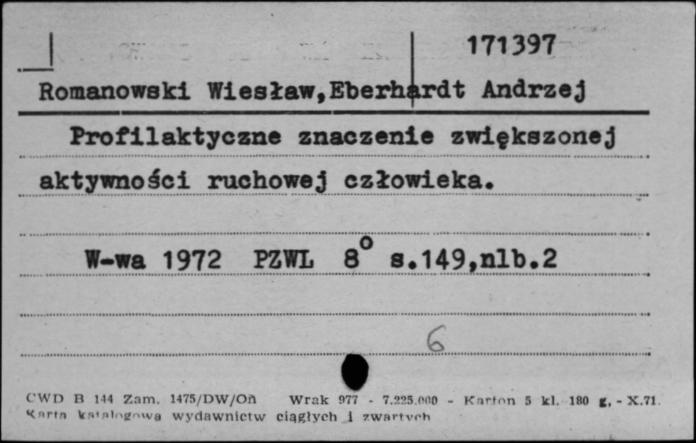 171397
Romanowski Wiesław,Eberhardt Andrzej
Profilaktyczne znaczenie zwiększonej
aktywności ruchowej człowieka.
W-wa 1972 PZWL 8° s.149,nlb.2
6
CWD B 144 Zam. 1475/DW/Oń Wrak 977 - 7.225.000 - Karton 5 kl. 180 g. - X.71.
Karta katalogowa wydawnictw ciągłych i zwartych